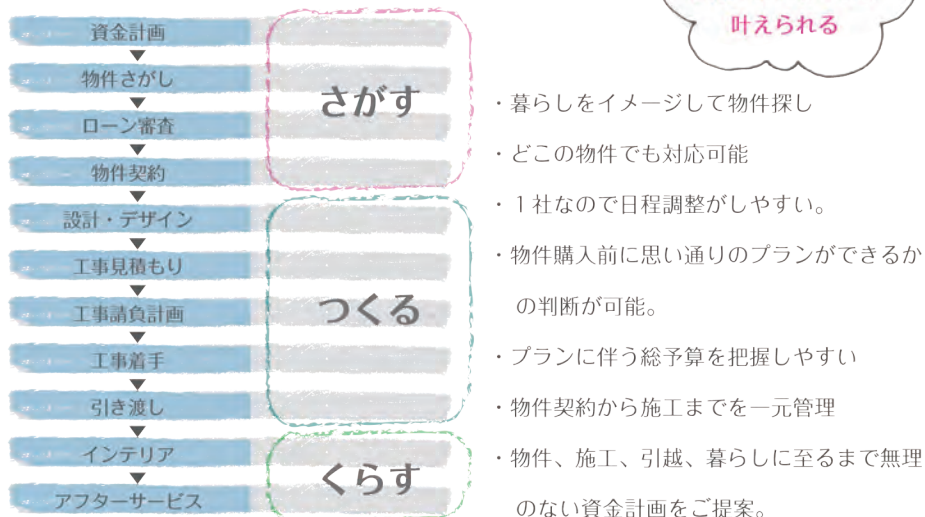 資金計画
物件さがし
ローン審査
物件契約
設計・デザイン
工事見積もり
工事請負計画
工事着手
引き渡し
インテリア
アフターサービス
さがす
つくる
くらす
叶えられる
・暮らしをイメージして物件探し
・どこの物件でも対応可能
・１社なので日程調整がしやすい。
・物件購入前に思い通りのプランができるか
の判断が可能。
・プランに伴う総予算を把握しやすい
・物件契約から施工までを一元管理
・物件、施工、引越、暮らしに至るまで無理
のない資金計画をご提案。